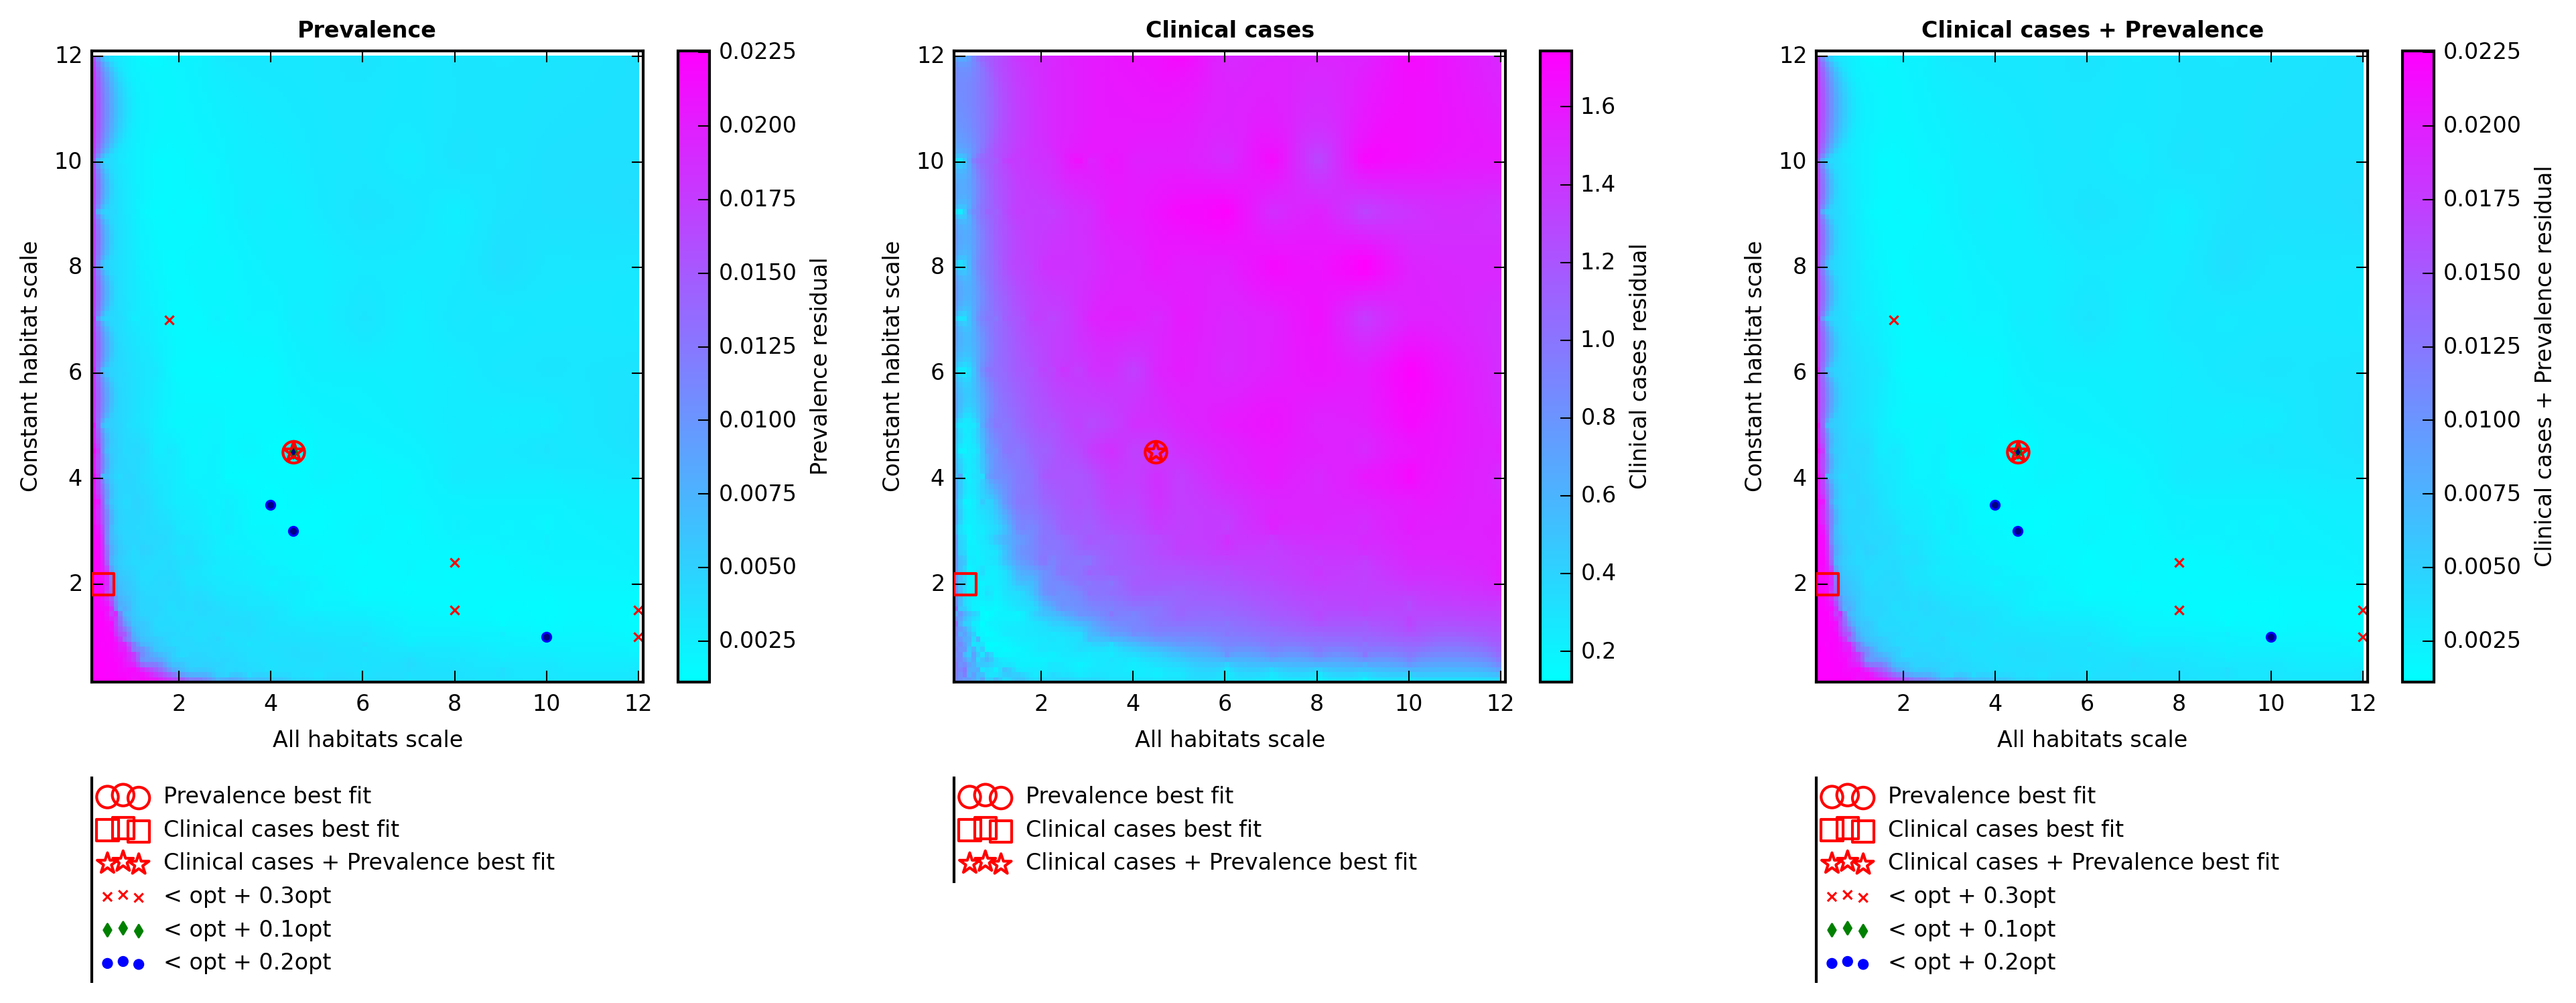 Prevalence
12
10
8
6
4
2
2 4 6 8 10 12
Constant habitat scale
All habitats scale
0.0225
0.0200
0.0175
0.0150
0.0125
0.0100
0.0075
0.0050
0.0025
Prevalence residual
Prevalence best fit
Clinical cases best fit
Clinical cases + Prevalence best fit
< opt + 0.3opt
< opt + 0.1opt
< opt + 0.2opt
Clinical cases
12
10
8
6
4
2
2 4 6 8 10 12
Constant habitat scale
All habitats scale
1.6
1.4
1.2
1.0
0.8
0.6
0.4
0.2
Clinical cases residual
Prevalence best fit
Clinical cases best fit
Clinical cases + Prevalence best fit
Clinical cases + Prevalence
12
10
8
6
4
2
2 4 6 8 10 12
Constant habitat scale
All habitats scale
0.0225
0.0200
0.0175
0.0150
0.0125
0.0100
0.0075
0.0050
0.0025
Clinical cases + Prevalence residual
Prevalence best fit
Clinical cases best fit
Clinical cases + Prevalence best fit
< opt + 0.3opt
< opt + 0.1opt
< opt + 0.2opt